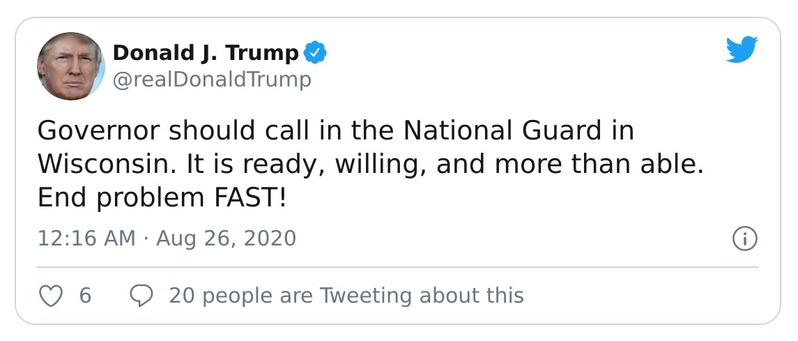 Donald J. Trump
@realDonaldTrump
Governor should call in the National Guard in
Wisconsin. It is ready, willing, and more than able.
End problem FAST!
12:16 AM · Aug 26, 2020
6 20 people are Tweeting about this